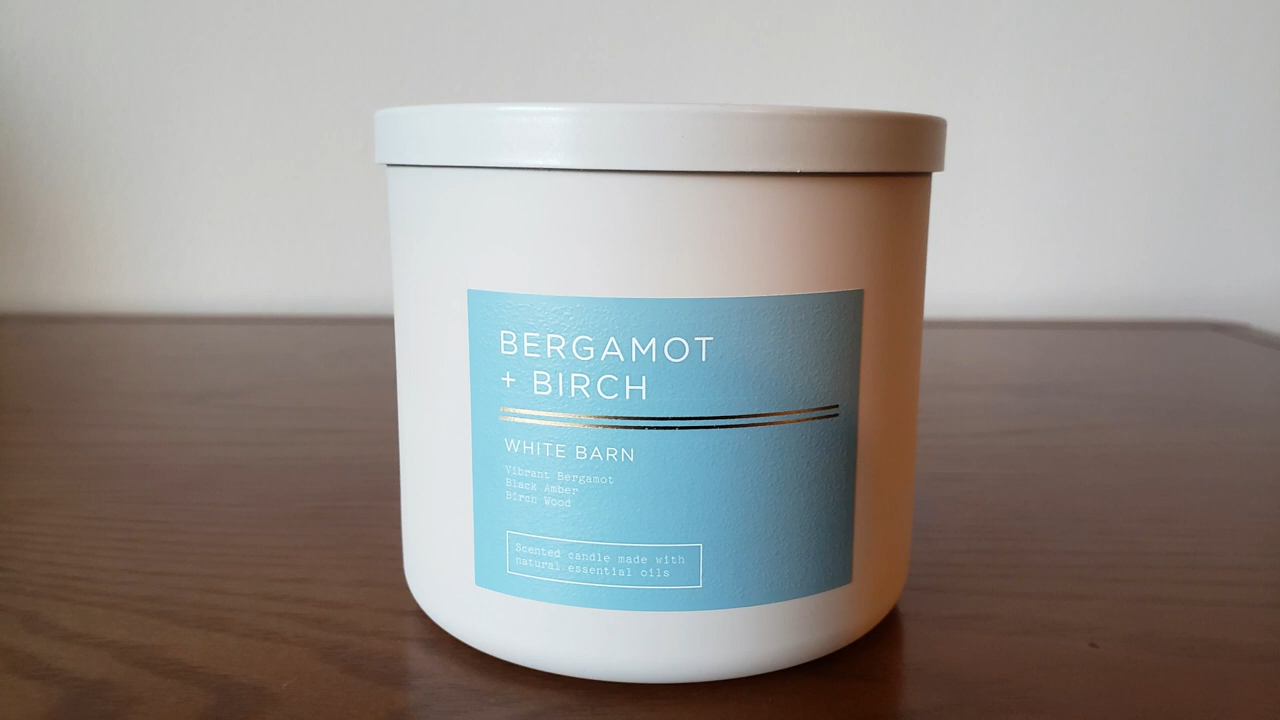 BERGAMOT
+ BIRCH
WHITE BARN
Vibrant Bergamot
Black Amber
Birch Wood
Scented candle made with
natural essential oils